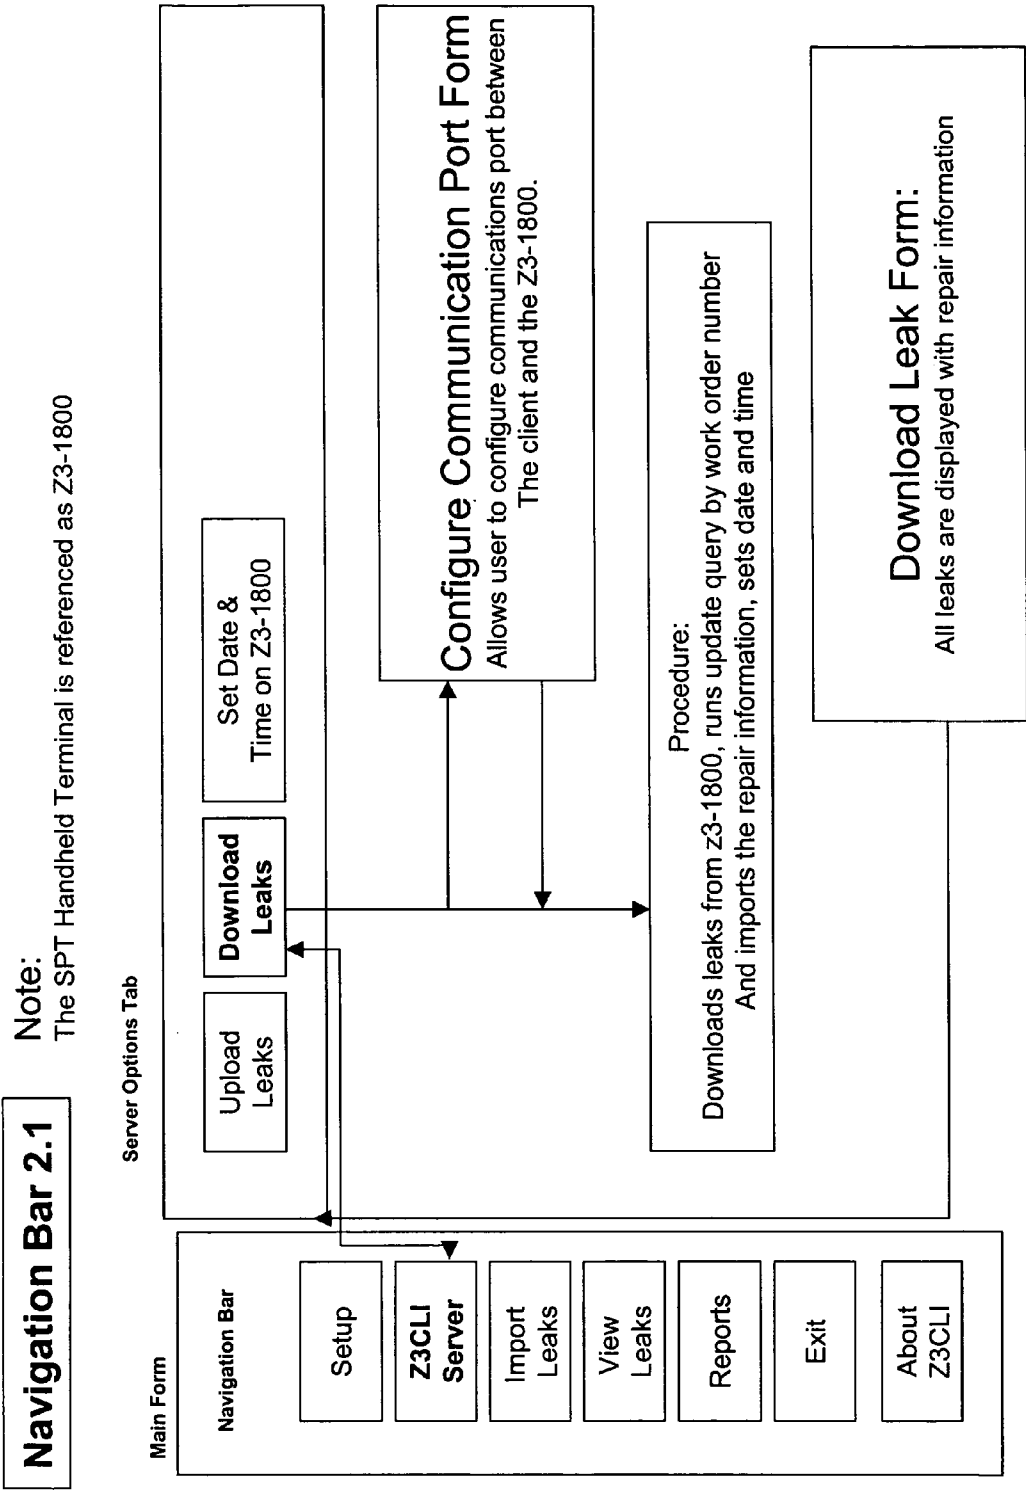 Navigation Bar 2.1
Note:
The SPT Handheld Terminal is referenced as Z3-1800
Main Form
Navigation Bar
Setup
Z3CLI
Server
Import
Leaks
View
Leaks
Reports
Exit
About
Z3CLI
Server Options Tab
Upload
Leaks
Download
Leaks
Set Date &
Time on Z3-1800
Configure Communication Port Form
Allows user to configure communications port between
The client and the Z3-1800.
Procedure:
Downloads leaks from z3-1800, runs update query by work order number
And imports the repair information, sets date and time
Download Leak Form:
All leaks are displayed with repair information